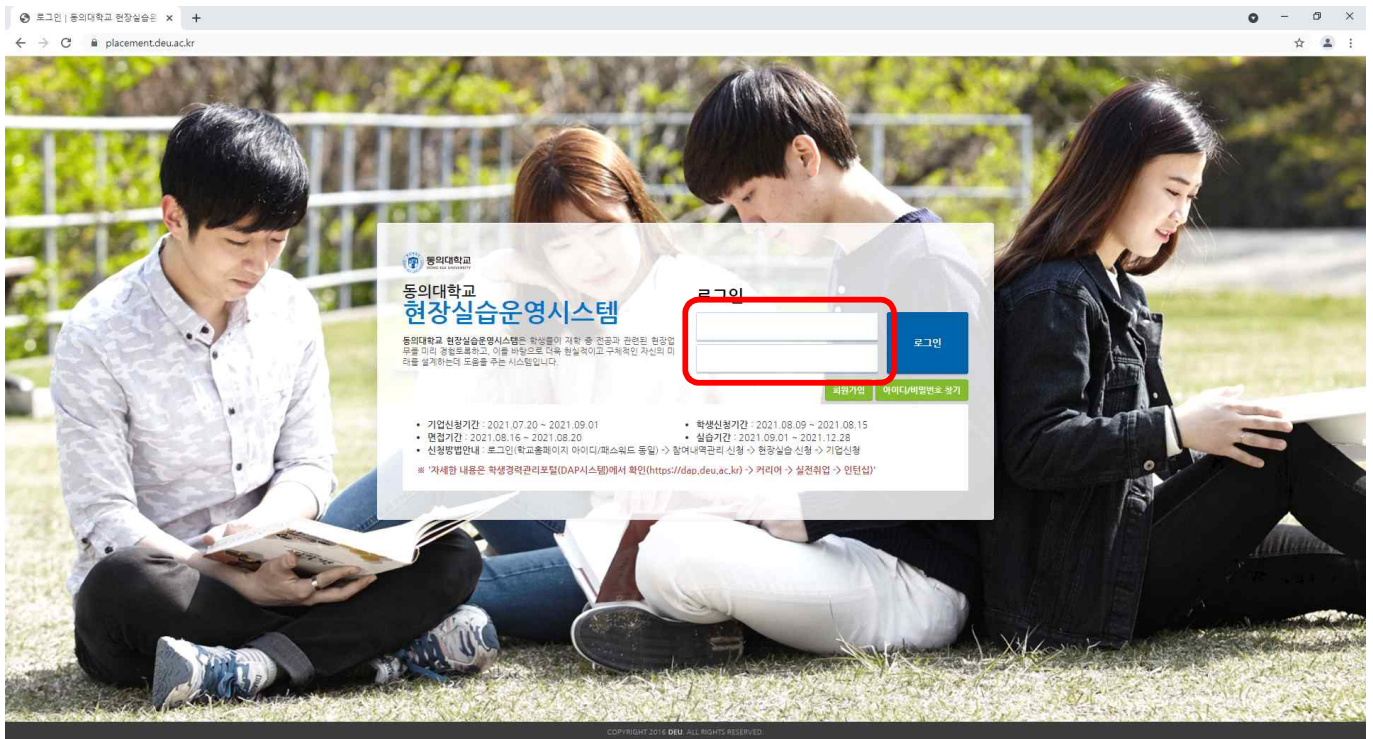 로그인 | 동의대학교 현장실습운
placement.deu.ac.kr
동의대학교
DONG-EUI UNIVERSITY
동의대학교
현장실습운영시스템
동의대학교 현장실습운영시스템은 학생들이 재학 중 전공과 관련된 현장업
무를 미리 경험토록하고, 이를 바탕으로 더욱 현실적이고 구체적인 자신의 미
래를 설계하는데 도움을 주는 시스템입니다.
로그인
로그인
회원가입
아이디/비밀번호 찾기
• 기업신청기간 : 2021.07.20 ~ 2021.09.01
• 학생신청기간 : 2021.08.09 ~ 2021.08.15
• 면접기간 : 2021.08.16 ~ 2021.08.20
• 실습기간 : 2021.09.01 ~ 2021.12.28
• 신청방법안내 : 로그인(학교홈페이지 아이디/패스워드 동일) -> 참여내역관리 신청 -> 현장실습 신청 -> 기업신청
※ '자세한 내용은 학생경력관리포털(DAP시스템)에서 확인(https://dap.deu.ac.kr) -> 커리어 -> 실전취업 -> 인턴십)'
COPYRIGHT 2016 DEU. ALL RIGHTS RESERVED.